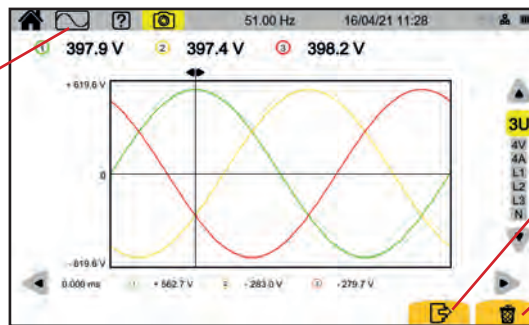 ? 51.00 Hz 16/04/21 11:28
1 397.9 V 2 397.4 V 3 398.2 V
+ 619.6 V
0
- 619.6 V
3U
4V
4A
L1
L2
L3
N
0.000 ms 1 + 562.7 V 2 - 283.0 V 3 - 279.7 V